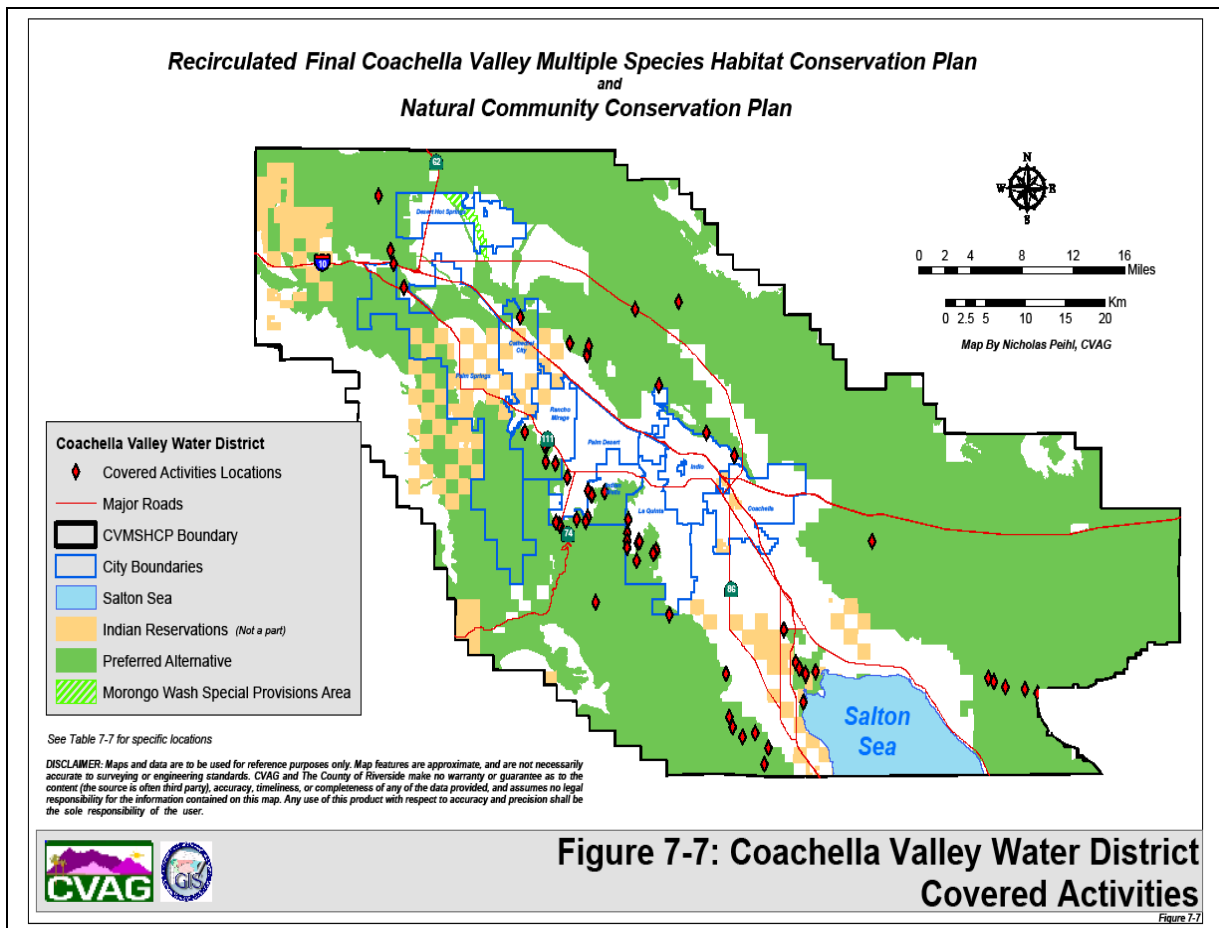 Recirculated Final Coachella Valley Multiple Species Habitat Conservation Plan
and
Natural Community Conservation Plan
62
Desert Hot Springs
10
N
W E
S
0 2 4 8 12 16
Miles
Km
0 2.5 5 10 15 20
Map By Nicholas Peihl, CVAG
Cathedral
City
Palm Springs
Rancho
Mirage
111
Palm Desert
Indio
La Quinta
Coachella
74
86
Salton
Sea
Coachella Valley Water District
Covered Activities Locations
Major Roads
CVMSHCP Boundary
City Boundaries
Salton Sea
Indian Reservations (Not a part)
Preferred Alternative
Morongo Wash Special Provisions Area
See Table 7-7 for specific locations
DISCLAIMER: Maps and data are to be used for reference purposes only. Map features are approximate, and are not necessarily
accurate to surveying or engineering standards. CVAG and The County of Riverside make no warranty or guarantee as to the
content (the source is often third party), accuracy, timeliness, or completeness of any of the data provided, and assumes no legal
responsibility for the information contained on this map. Any use of this product with respect to accuracy and precision shall be
the sole responsibility of the user.
CVAG
GIS
Figure 7-7: Coachella Valley Water District
Covered Activities
Figure 7-7